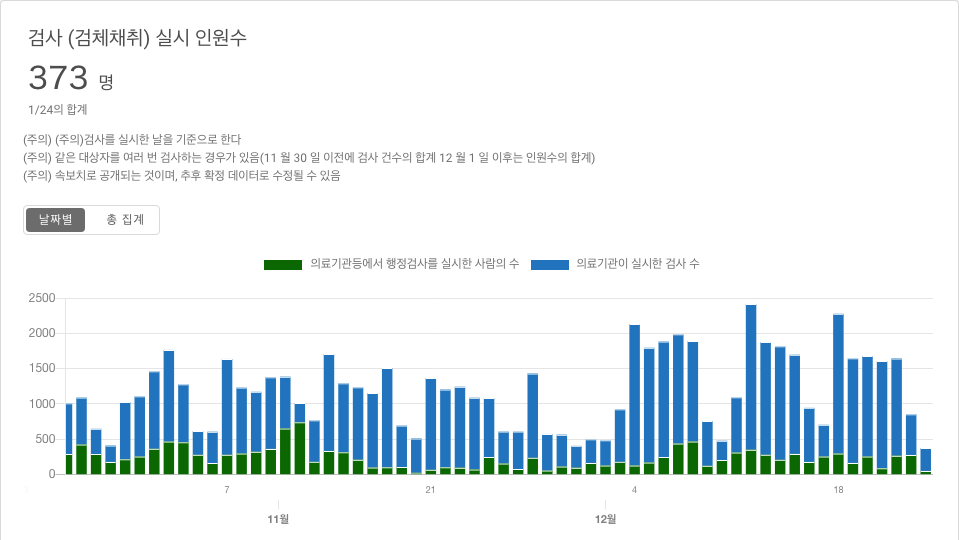 검사 (검체채취) 실시 인원수
373 명
1/24의 합계
(주의) (주의)검사를 실시한 날을 기준으로 한다
(주의) 같은 대상자를 여러 번 검사하는 경우가 있음(11 월 30 일 이전에 검사 건수의 합계 12 월 1 일 이후는 인원수의 합계)
(주의) 속보치로 공개되는 것이며, 추후 확정 데이터로 수정될 수 있음
날짜별 총 집계
의료기관등에서 행정검사를 실시한 사람의 수 의료기관이 실시한 검사 수
2500
2000
1500
1000
500
0
7 21 4 18
11월 12월